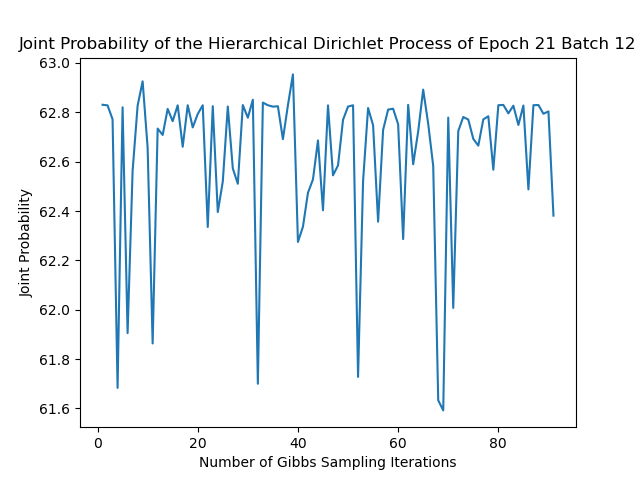 Joint Probability of the Hierarchical Dirichlet Process of Epoch 21 Batch 12
63.0
62.8
62.6
62.4
62.2
62.0
61.8
61.6
Joint Probability
0 20 40 60 80
Number of Gibbs Sampling Iterations